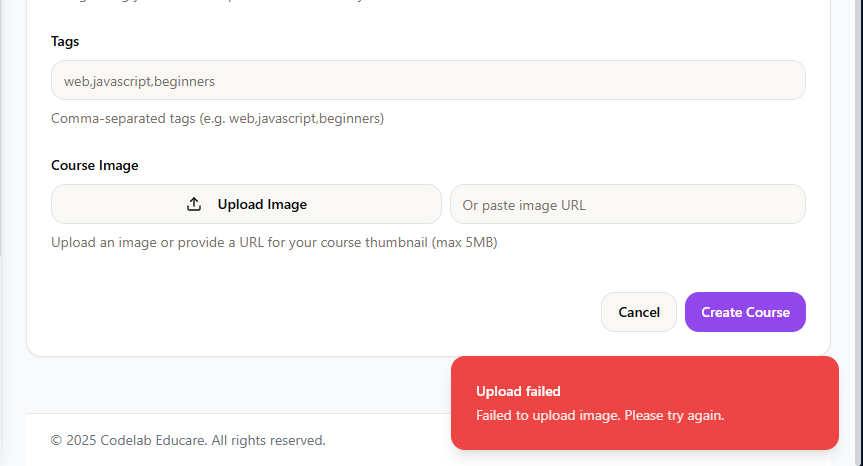 Tags
web,javascript,beginners
Comma-separated tags (e.g. web,javascript,beginners)
Course Image
Upload Image
Or paste image URL
Upload an image or provide a URL for your course thumbnail (max 5MB)
Cancel
Create Course
Upload failed
Failed to upload image. Please try again.
© 2025 Codelab Educare. All rights reserved.